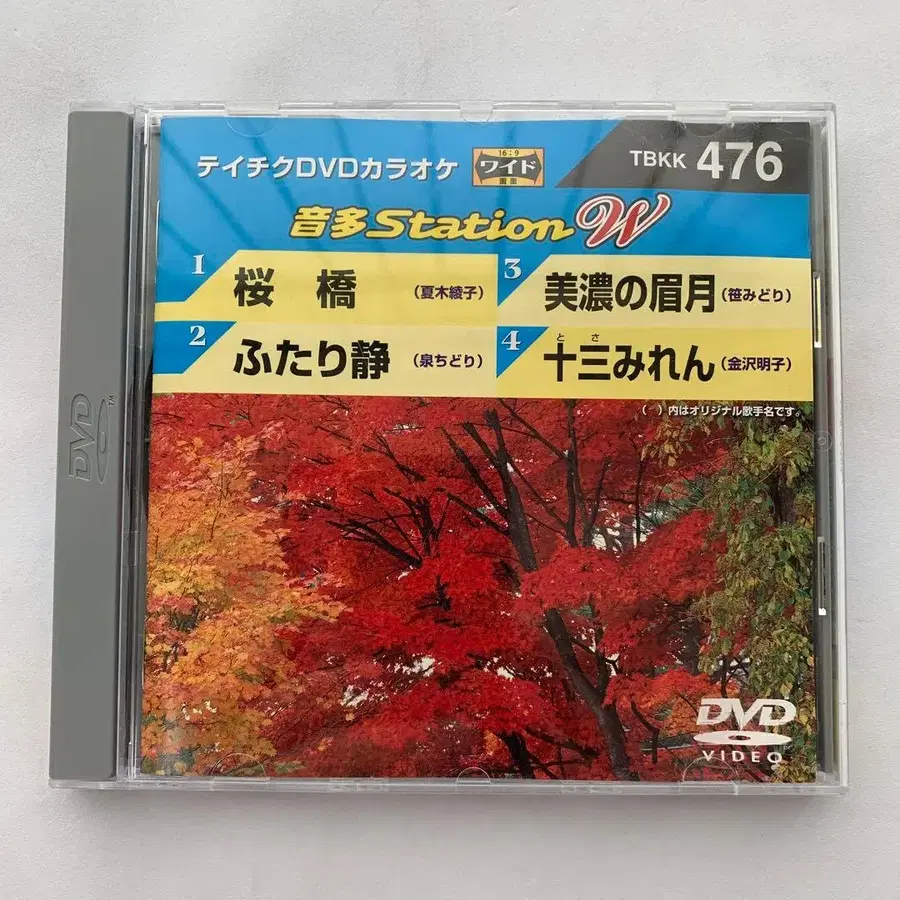 テイチクDVDカラオケ
16:9
ワイド
画面
TBKK 476
音多Station W
1 桜橋 (夏木綾子)
2 ふたり静 (泉ちどり)
3 美濃の眉月 (笹みどり)
とさ
4 十三みれん (金沢明子)
( )内はオリジナル歌手名です。
DVD
VIDEO
DVD
TM